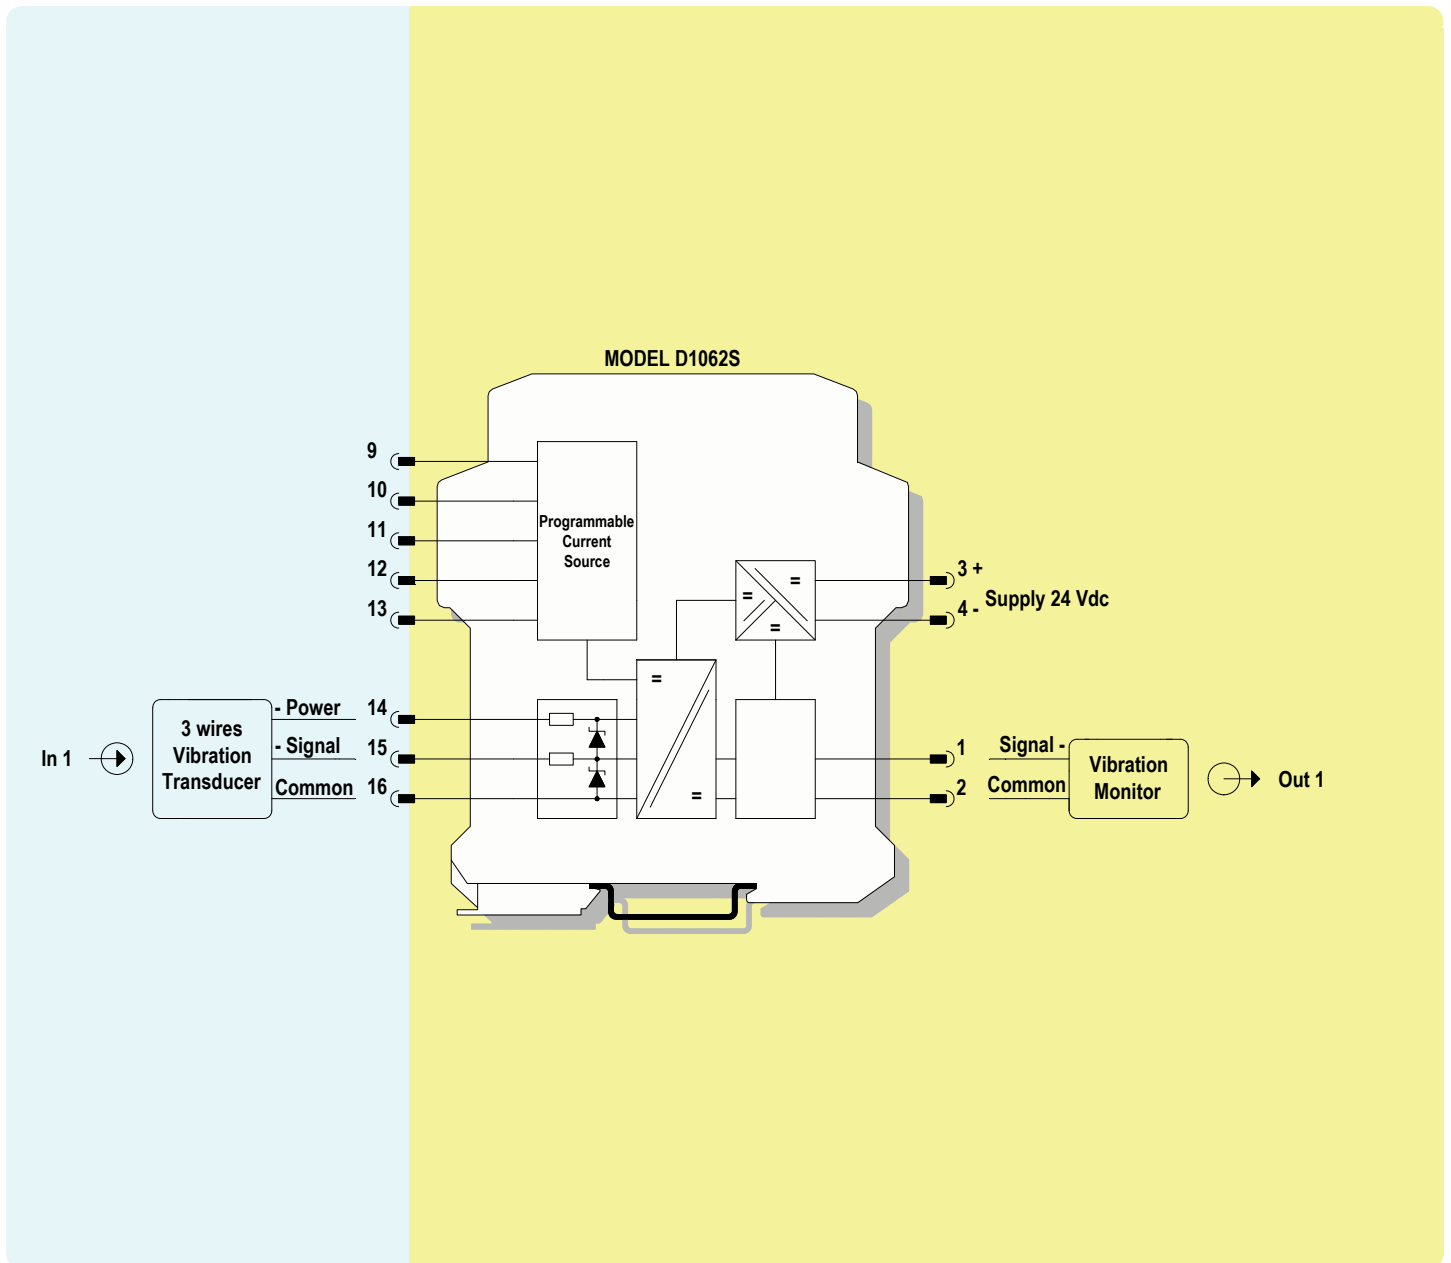 MODEL D1062S
9
10
11
12
13
Programmable
Current
Source
=
=
=
3 +
4 -
Supply 24 Vdc
In 1
3 wires
Vibration
Transducer
- Power 14
- Signal 15
Common 16
=
=
1
2
Signal -
Common
Vibration
Monitor
Out 1